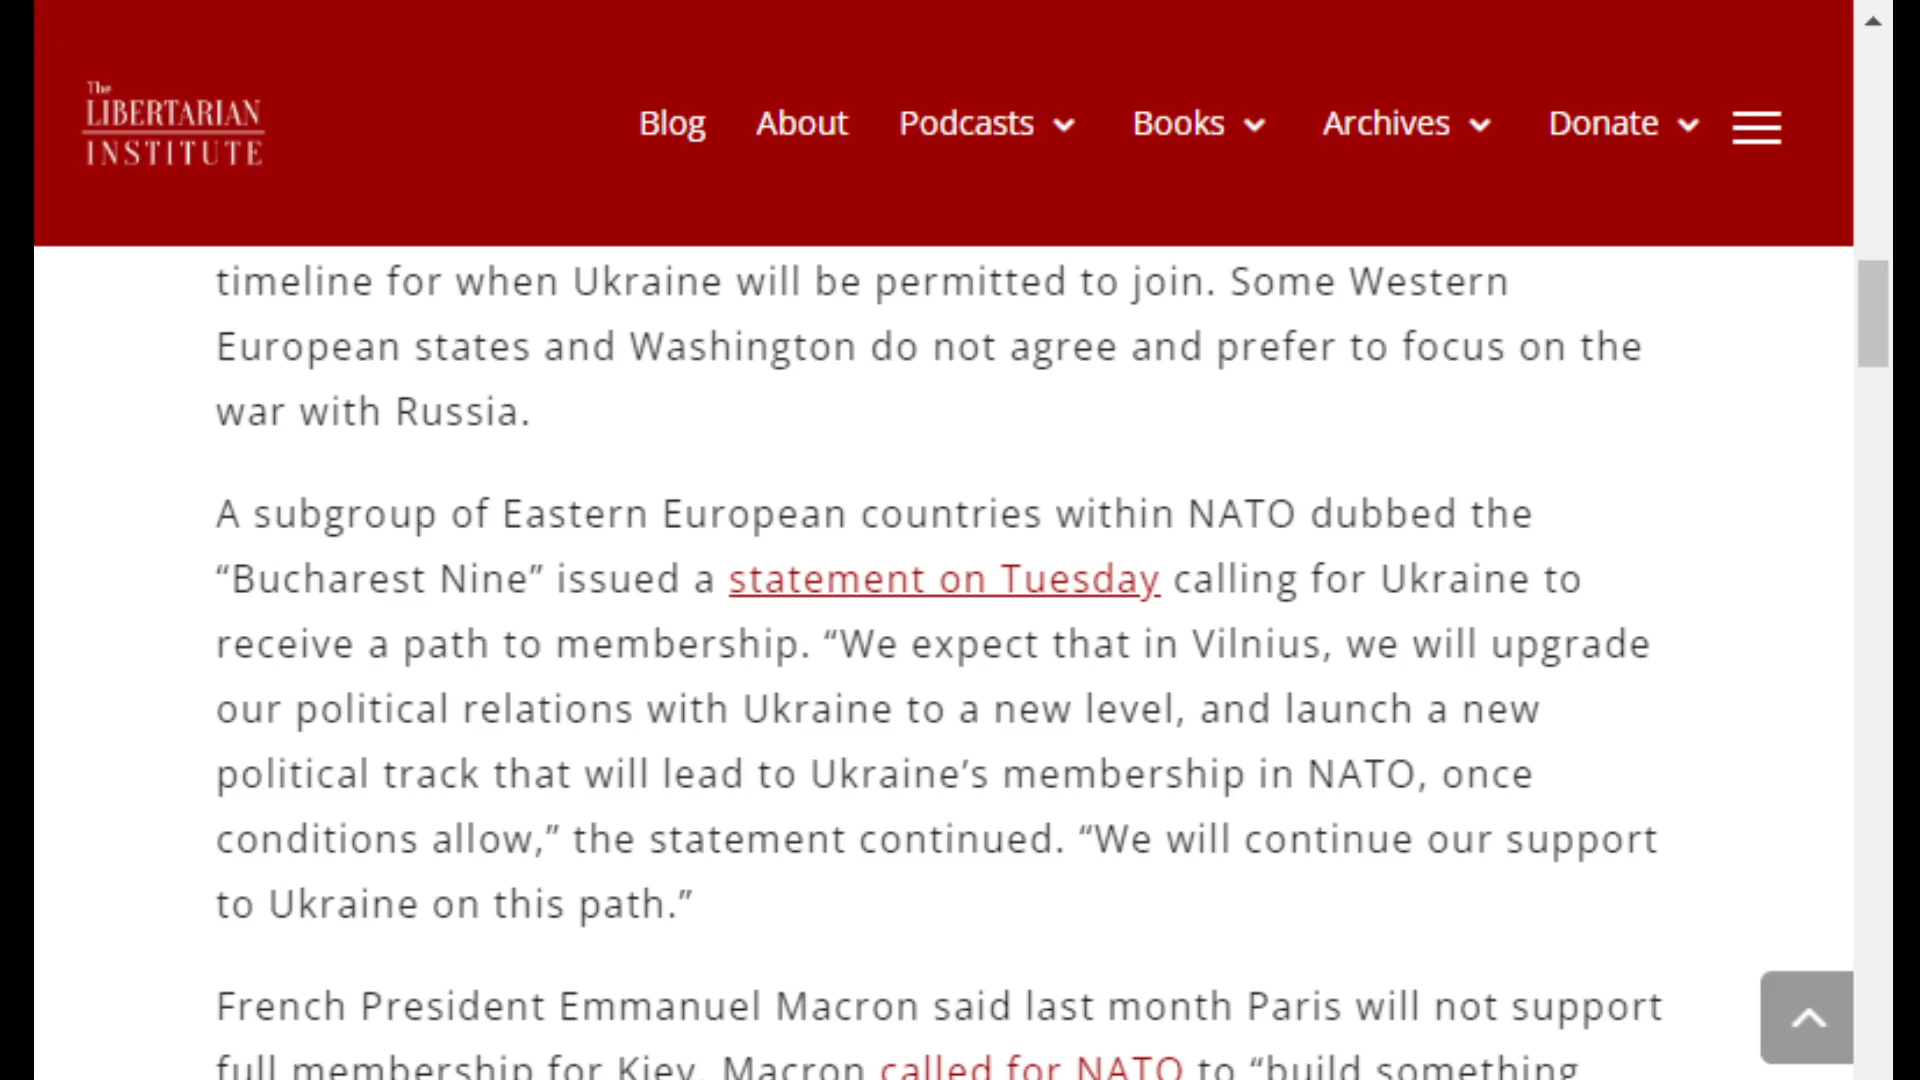 The
LIBERTARIAN
INSTITUTE
Blog About Podcasts Books Archives Donate
timeline for when Ukraine will be permitted to join. Some Western
European states and Washington do not agree and prefer to focus on the
war with Russia.
A subgroup of Eastern European countries within NATO dubbed the
“Bucharest Nine” issued a statement on Tuesday calling for Ukraine to
receive a path to membership. “We expect that in Vilnius, we will upgrade
our political relations with Ukraine to a new level, and launch a new
political track that will lead to Ukraine’s membership in NATO, once
conditions allow,” the statement continued. “We will continue our support
to Ukraine on this path.”
French President Emmanuel Macron said last month Paris will not support
full membership for Kiev. Macron called for NATO to “build something